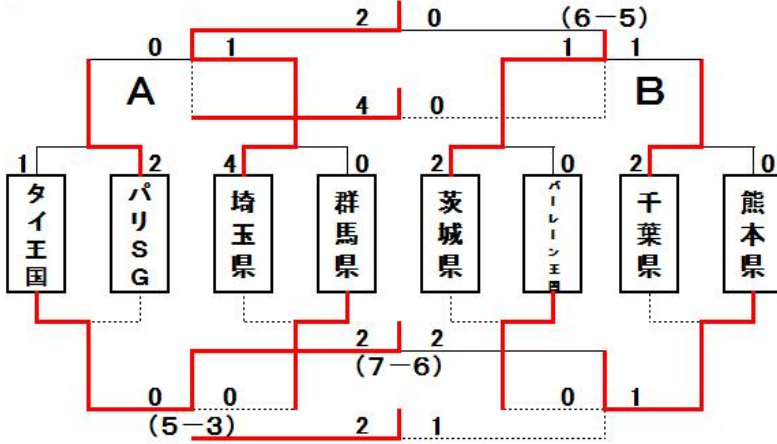 2 0 (6-5)
0 1 1 1
A B
4 0
1 2 4 0 2 0 2 0
タイ王国
パリSG
埼玉県
群馬県
茨城県
バーレーン王国
千葉県
熊本県
2 2
(7-6)
0 0 0 1
(5-3) 2 1